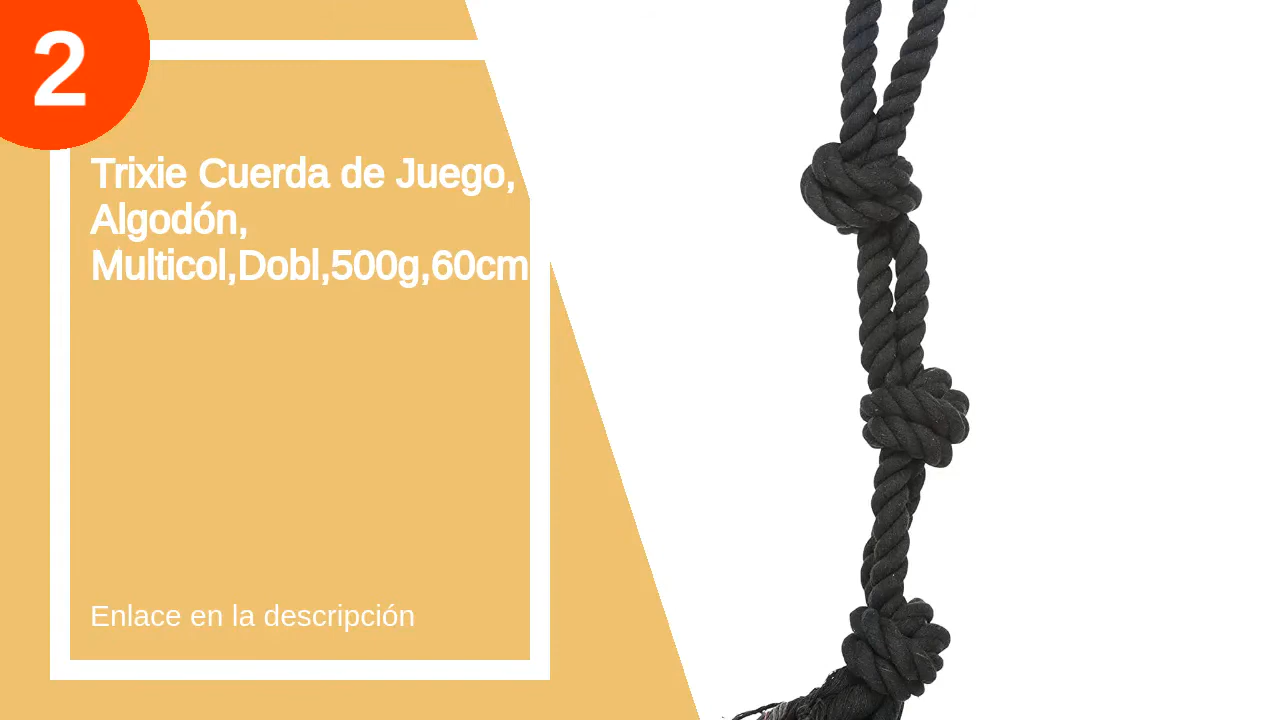 2
Trixie Cuerda de Juego,
Algodón,
Multicol,Dobl,500g,60cm
Enlace en la descripción